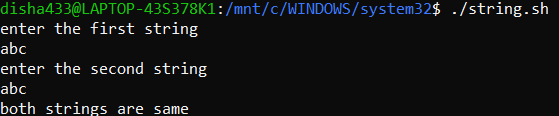 disha433@LAPTOP-43S378K1:/mnt/c/WINDOWS/system32$ ./string.sh
enter the first string
abc
enter the second string
abc
both strings are same